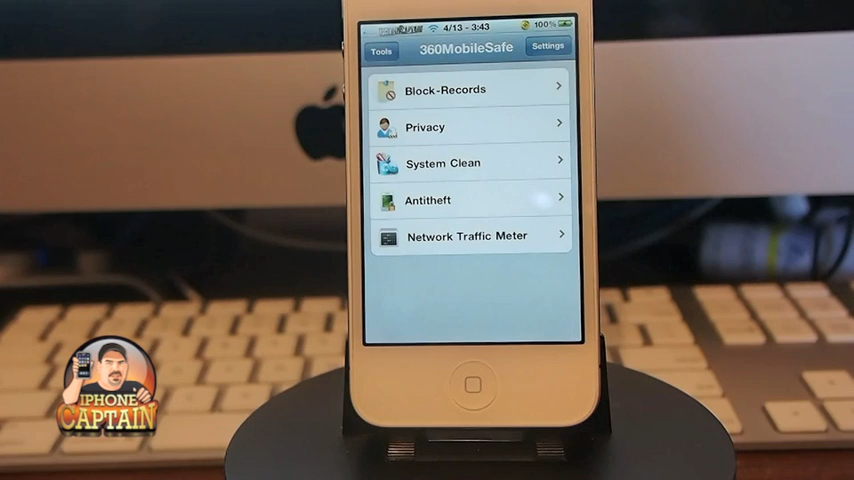 4/13 - 3:43
100%
Tools
360MobileSafe
Settings
Block-Records
Privacy
System Clean
Antitheft
Network Traffic Meter
IPHONE
CAPTAIN